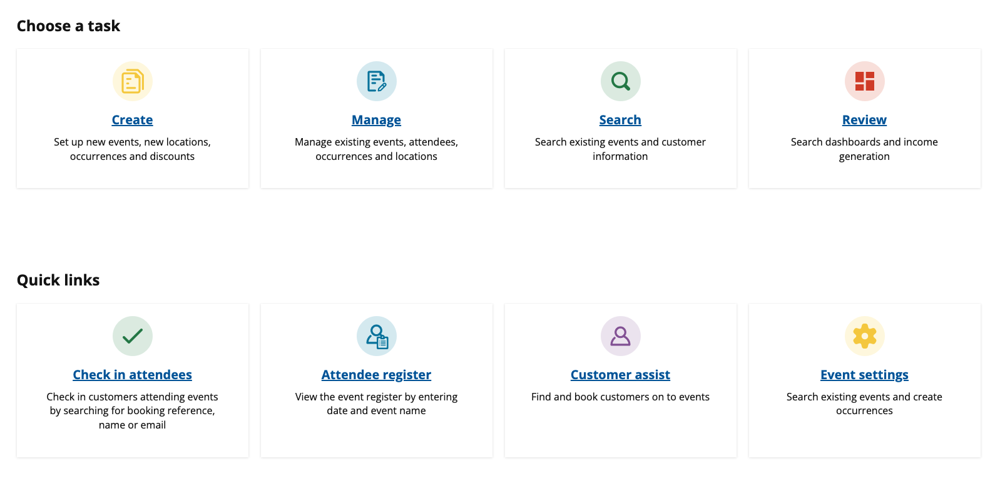 Choose a task
Create
Set up new events, new locations,
occurrences and discounts
Manage
Manage existing events, attendees,
occurrences and locations
Search
Search existing events and customer
information
Review
Search dashboards and income
generation
Quick links
Check in attendees
Check in customers attending events
by searching for booking reference,
name or email
Attendee register
View the event register by entering
date and event name
Customer assist
Find and book customers on to events
Event settings
Search existing events and create
occurrences